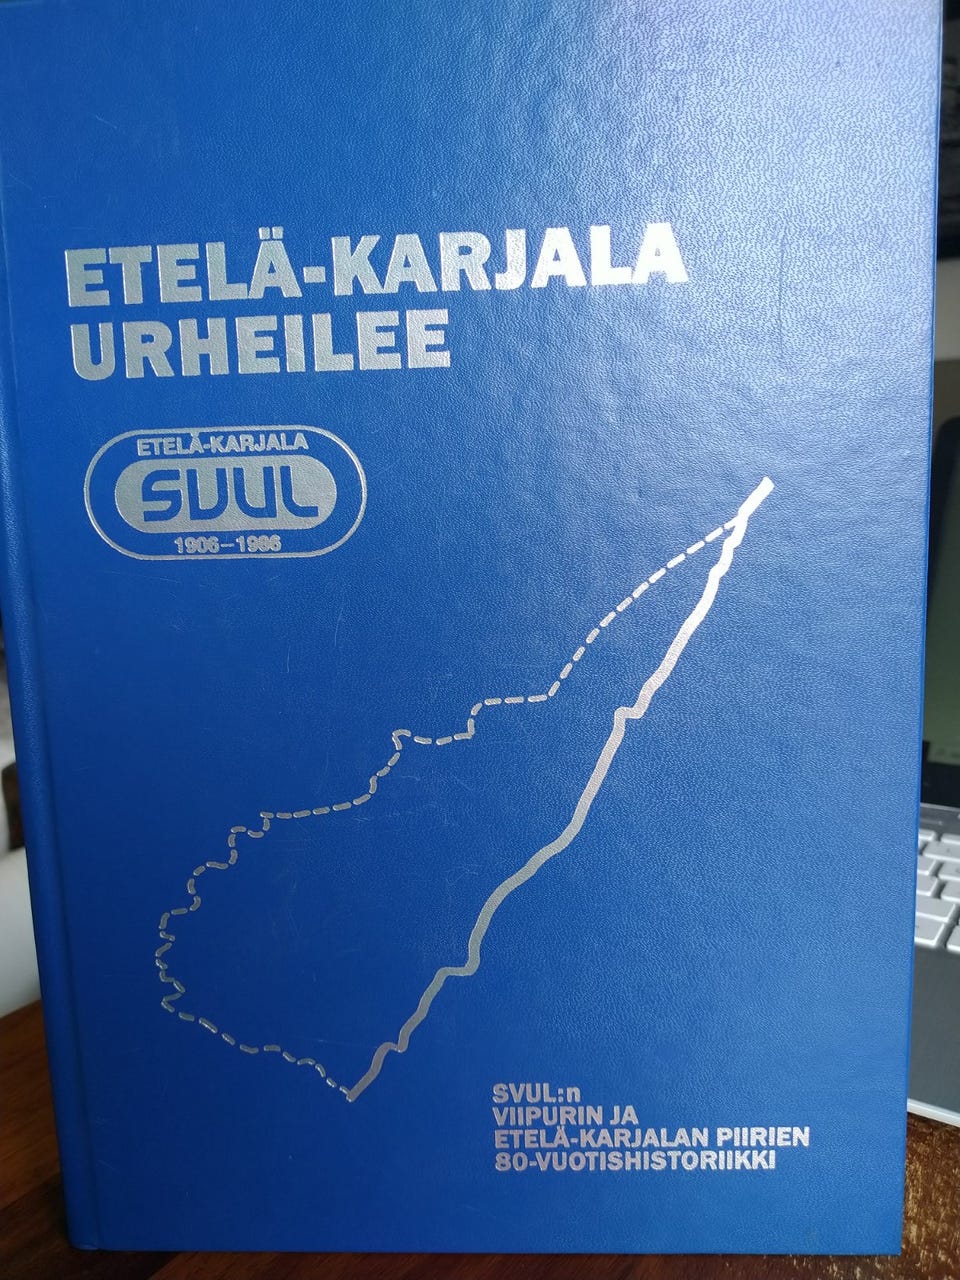 ETELÄ-KARJALA
URHEILEE
ETELÄ-KARJALA
SVUL
1906–1986
SVUL:n
VIIPURIN JA
ETELÄ-KARJALAN PIIRIEN
80-VUOTISHISTORIIKKI